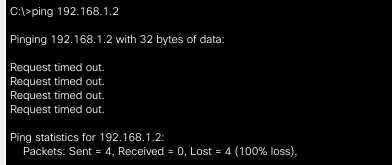 C:\>ping 192.168.1.2
Pinging 192.168.1.2 with 32 bytes of data:
Request timed out.
Request timed out.
Request timed out.
Request timed out.
Ping statistics for 192.168.1.2:
Packets: Sent = 4, Received = 0, Lost = 4 (100% loss),